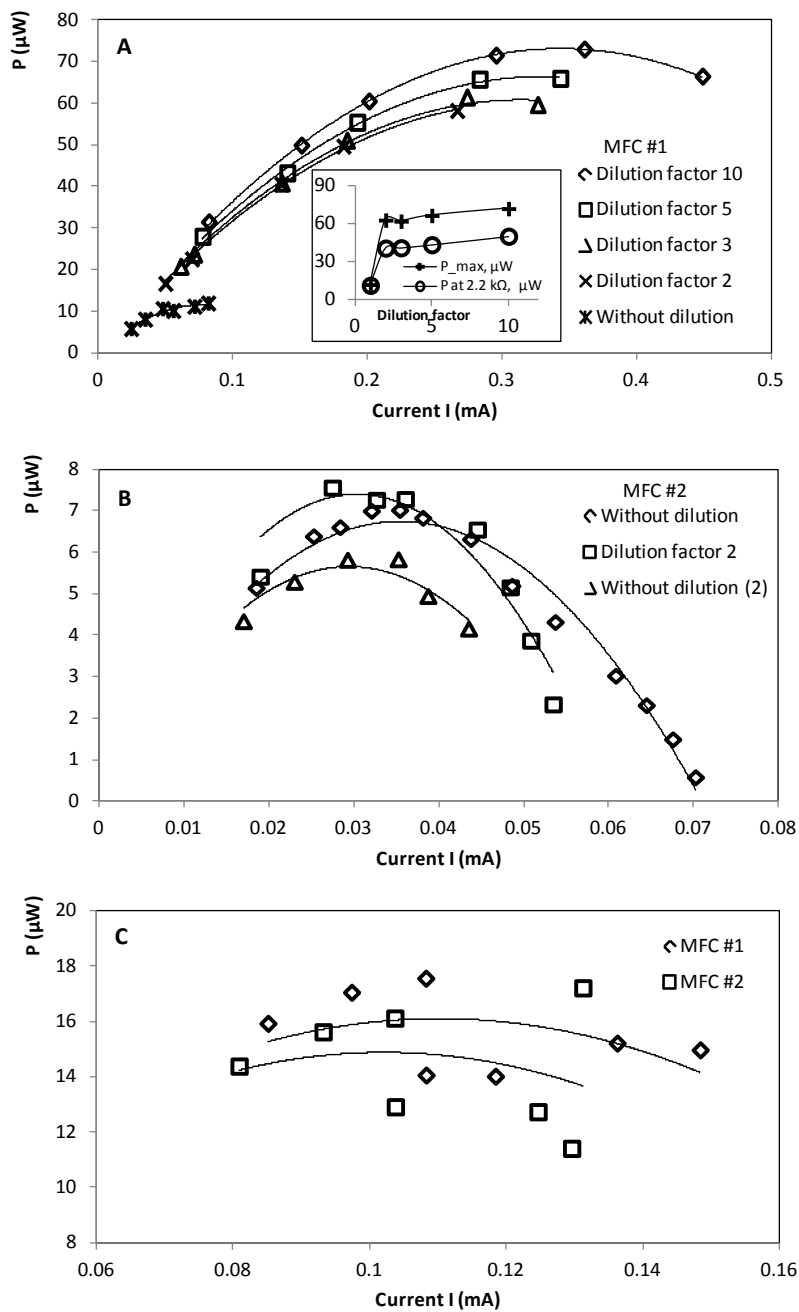 P (µW)
A
80
70
60
50
40
30
20
10
0
0
0.1
0.2
0.3
0.4
0.5
Current I (mA)
MFC #1
Dilution factor 10
Dilution factor 5
Dilution factor 3
Dilution factor 2
Without dilution
90
60
30
0
P_max, µW
P at 2.2 kΩ, µW
0
5
10
Dilution factor
P (µW)
B
8
7
6
5
4
3
2
1
0
0
0.01
0.02
0.03
0.04
0.05
0.06
0.07
0.08
Current I (mA)
MFC #2
Without dilution
Dilution factor 2
Without dilution (2)
P (µW)
C
20
18
16
14
12
10
8
0.06
0.08
0.1
0.12
0.14
0.16
Current I (mA)
MFC #1
MFC #2